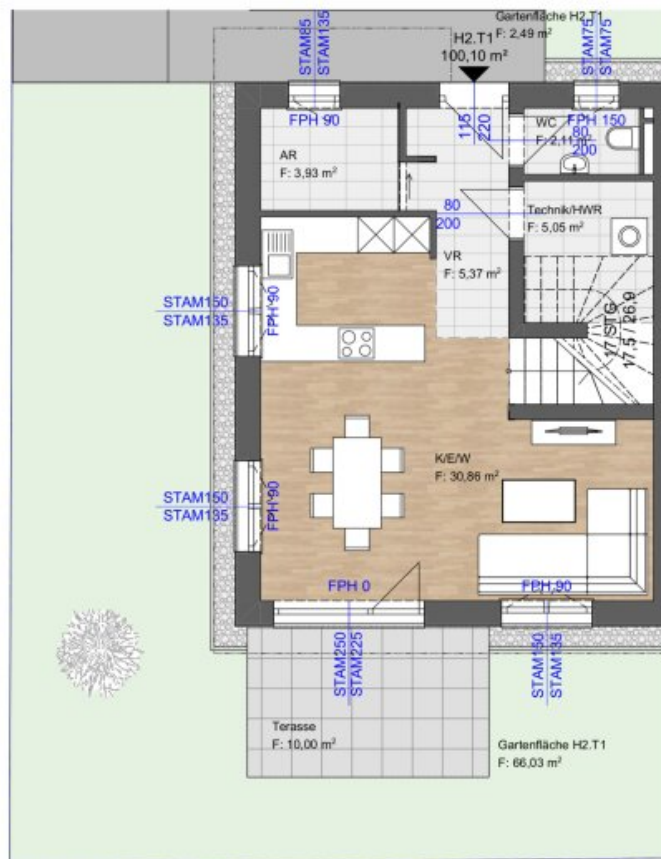 Gartenfläche H2.T1
F: 2,49 m²
H2.T1
100,10 m²
STAM85
STAM135
STAM75
STAM75
FPH 90
115
220
WC
F: 2,11 m²
FPH 150
80
200
AR
F: 3,93 m²
80
200
Technik/HWR
F: 5,05 m²
VR
F: 5,37 m²
STAM150
STAM135
FPH 90
17 STG
17,5 / 26,9
K/E/W
F: 30,86 m²
STAM150
STAM135
FPH 90
FPH 0
FPH 90
STAM250
STAM225
STAM150
STAM135
Terasse
F: 10,00 m²
Gartenfläche H2.T1
F: 66,03 m²